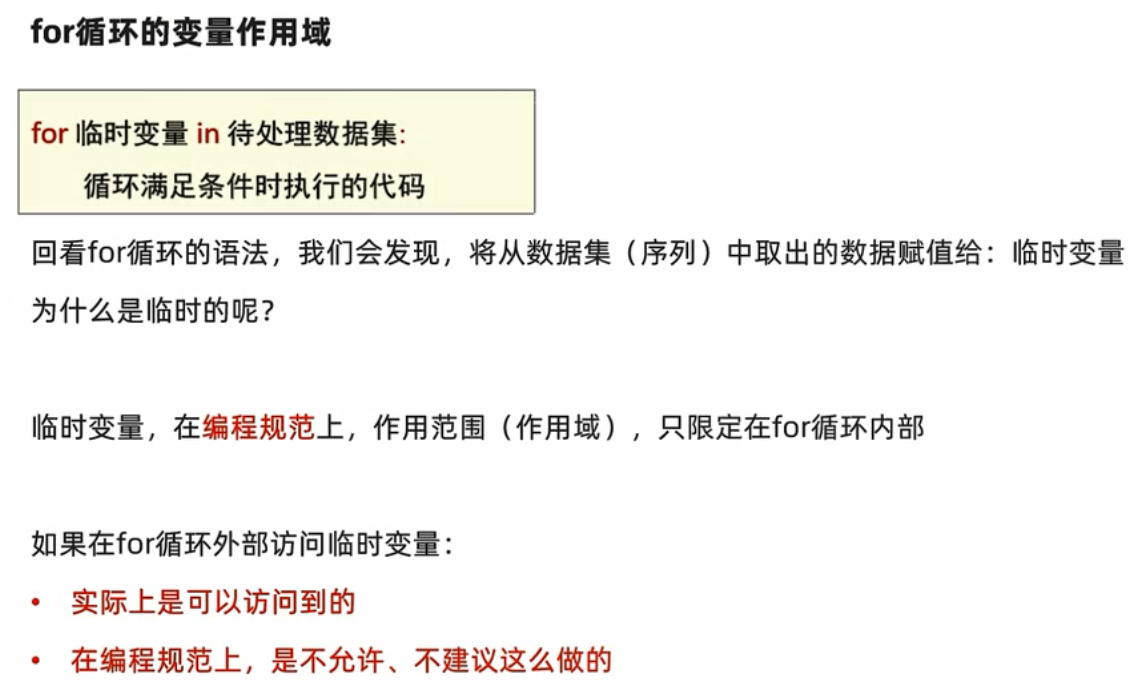 for循环的变量作用域
for 临时变量 in 待处理数据集:
循环满足条件时执行的代码
回看for循环的语法，我们会发现，将从数据集（序列）中取出的数据赋值给：临时变量
为什么是临时的呢？
临时变量，在编程规范上，作用范围（作用域），只限定在for循环内部
如果在for循环外部访问临时变量：
• 实际上是可以访问到的
• 在编程规范上，是不允许、不建议这么做的